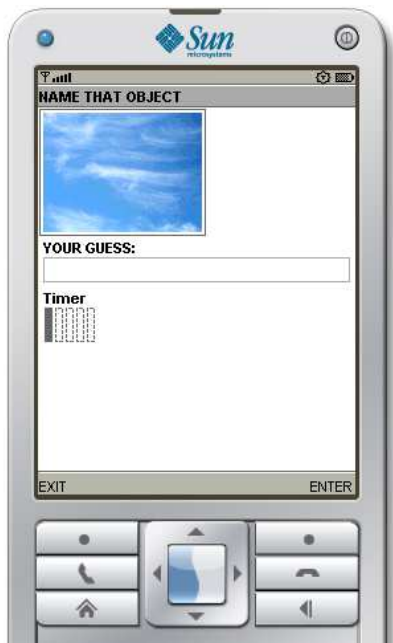 Sun
microsystems
NAME THAT OBJECT
YOUR GUESS:
Timer
EXIT
ENTER